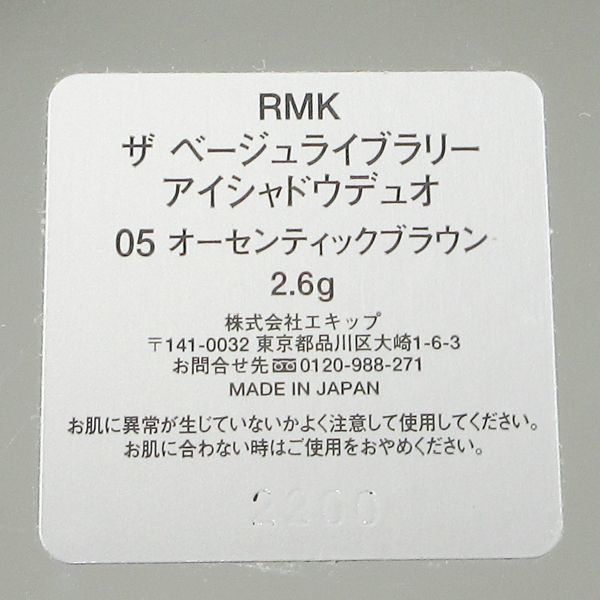 RMK
ザ ベージュライブラリー
アイシャドウデュオ
05 オーセンティックブラウン
2.6g
株式会社エキップ
〒141-0032 東京都品川区大崎1-6-3
お問合せ先 0120-988-271
MADE IN JAPAN
お肌に異常が生じていないかよく注意して使用してください。
お肌に合わない時はご使用をおやめください。
2200